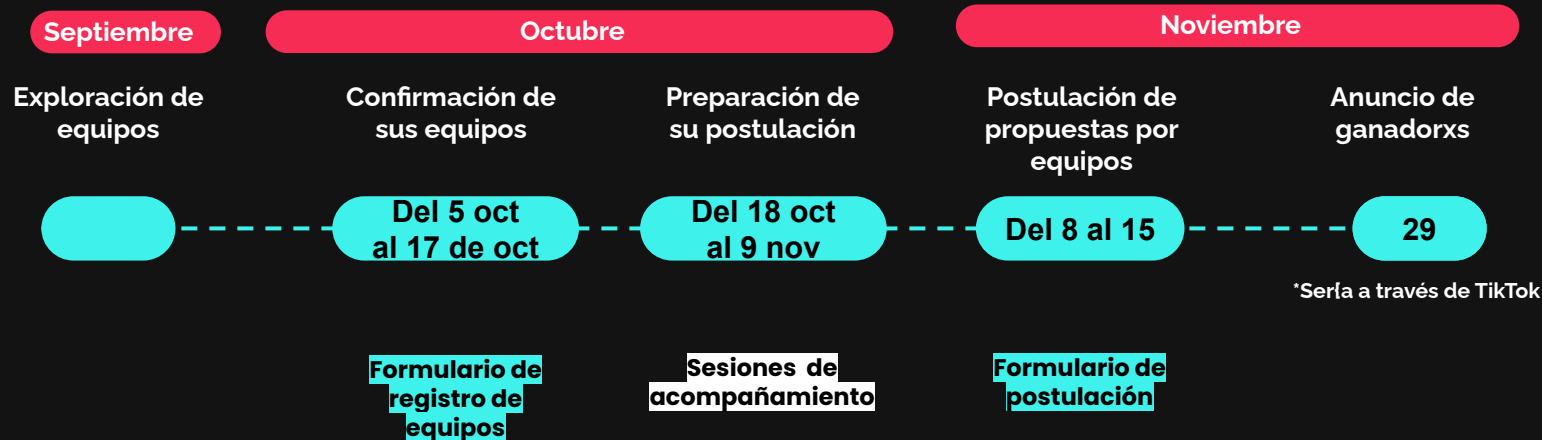 Septiembre
Octubre
Noviembre
Exploración de
equipos
Confirmación de
sus equipos
Preparación de
su postulación
Postulación de
propuestas por
equipos
Anuncio de
ganadorxs
Del 5 oct
al 17 de oct
Del 18 oct
al 9 nov
Del 8 al 15
29
*Ser{a a través de TikTok
Formulario de
registro de
equipos
Sesiones de
acompañamiento
Formulario de
postulación